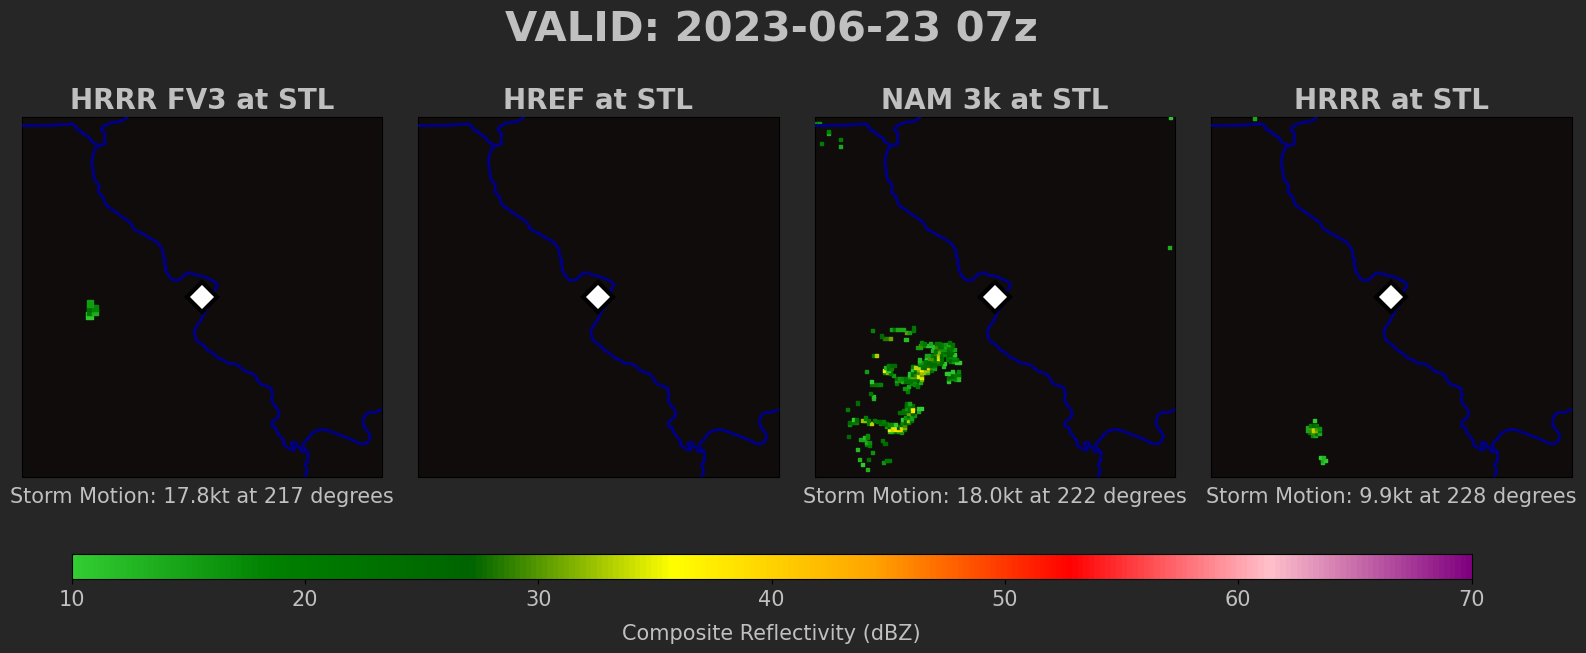 VALID: 2023-06-23 07z
HRRR FV3 at STL
HREF at STL
NAM 3k at STL
HRRR at STL
Storm Motion: 17.8kt at 217 degrees
Storm Motion: 18.0kt at 222 degrees
Storm Motion: 9.9kt at 228 degrees
10 20 30 40 50 60 70
Composite Reflectivity (dBZ)